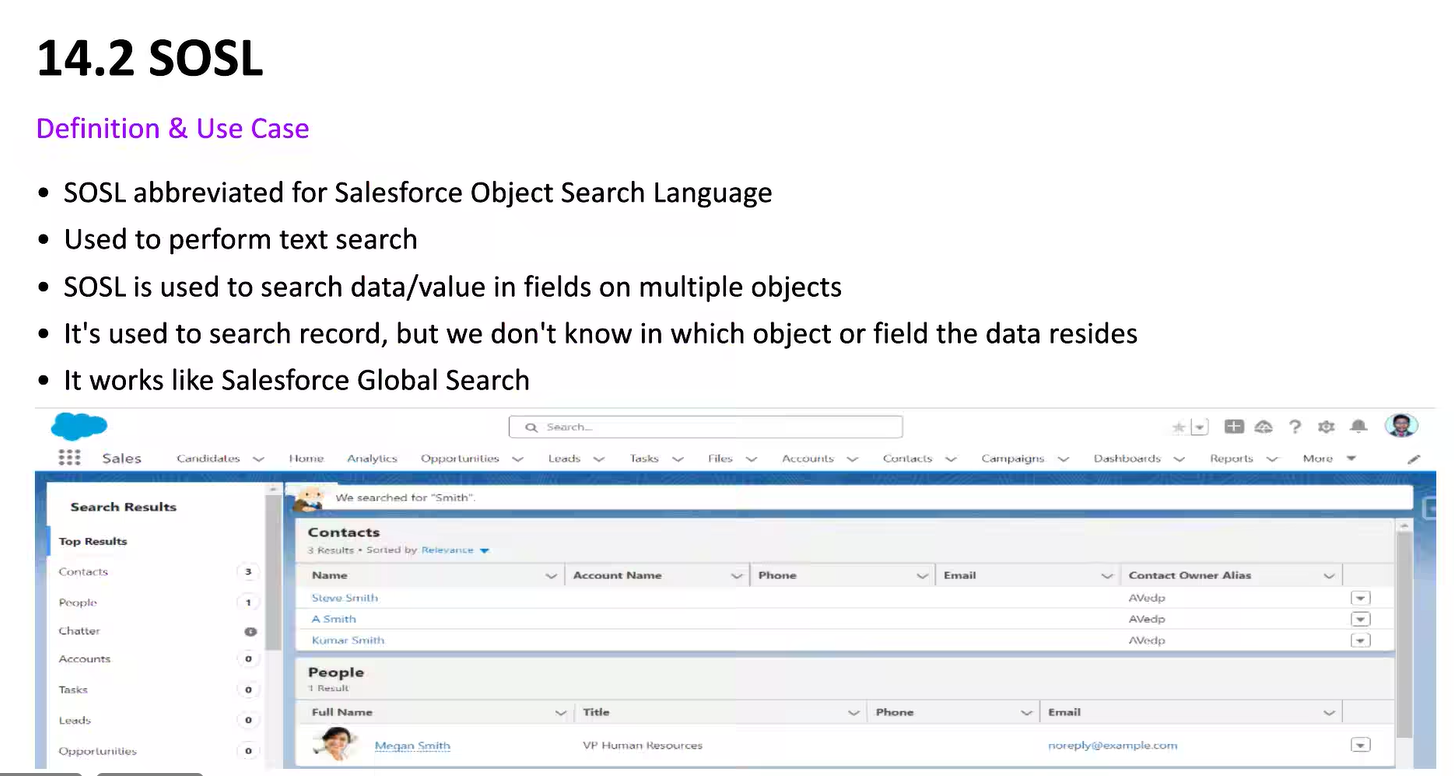 14.2 SOSL
Definition & Use Case
• SOSL abbreviated for Salesforce Object Search Language
• Used to perform text search
• SOSL is used to search data/value in fields on multiple objects
• It's used to search record, but we don't know in which object or field the data resides
• It works like Salesforce Global Search
Search...
Sales Candidates Home Analytics Opportunities Leads Tasks Files Accounts Contacts Campaigns Dashboards Reports More
Search Results
Top Results
Contacts 3
People 1
Chatter
Accounts 0
Tasks 0
Leads 0
Opportunities 0
We searched for "Smith".
Contacts
3 Results • Sorted by Relevance
Name Account Name Phone Email Contact Owner Alias
Steve Smith AVedp
A Smith AVedp
Kumar Smith AVedp
People
1 Result
Full Name Title Phone Email
Megan Smith VP Human Resources noreply@example.com